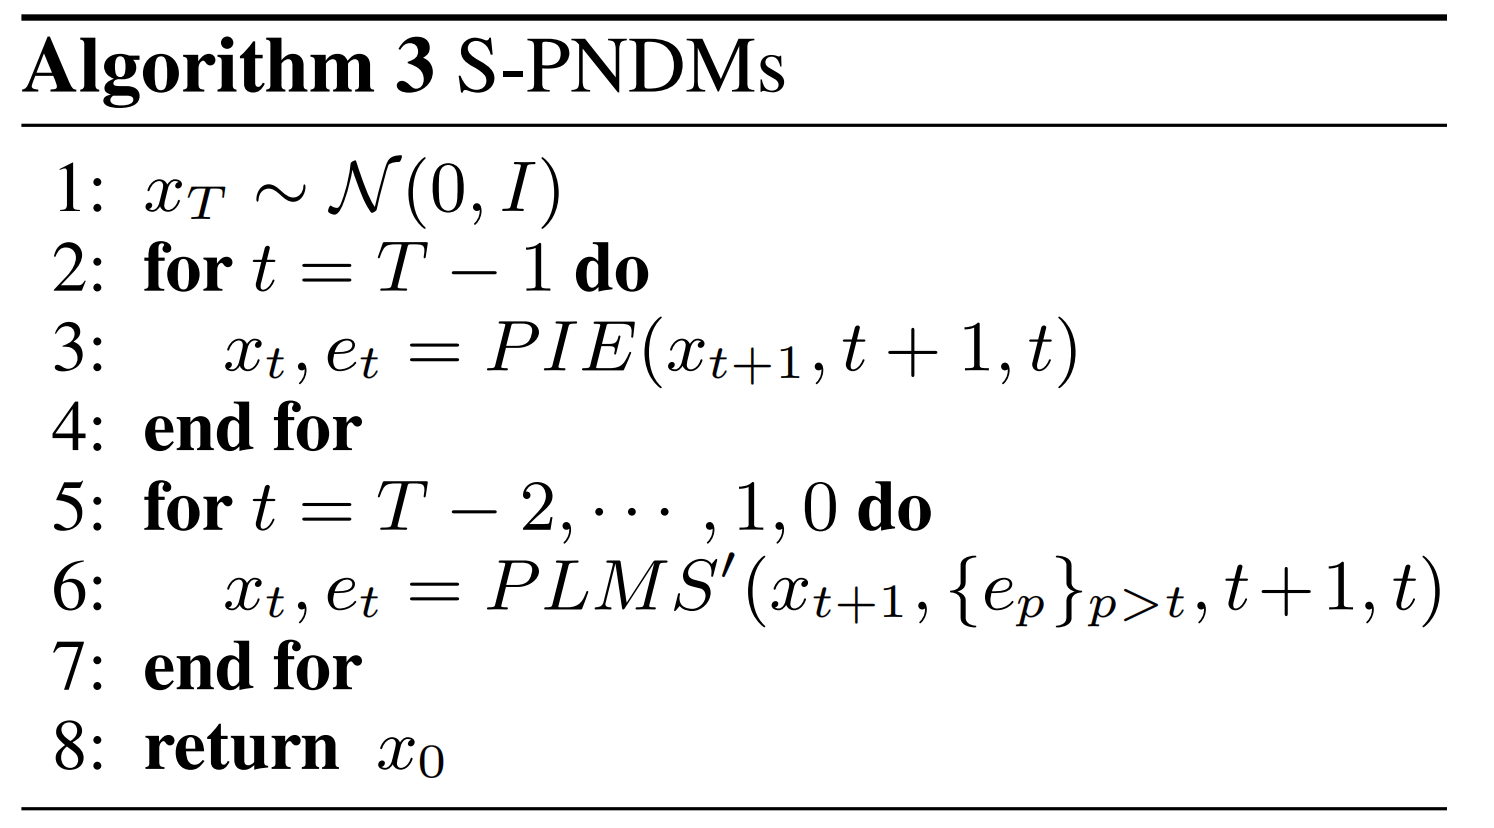 Algorithm 3 S-PNDMs
1: $x_T \sim \mathcal{N}(0, I)$
2: for $t = T - 1$ do
3: $x_t, e_t = PIE(x_{t+1}, t + 1, t)$
4: end for
5: for $t = T - 2, \cdots, 1, 0$ do
6: $x_t, e_t = PLMS'(x_{t+1}, \{e_p\}_{p>t}, t+1, t)$
7: end for
8: return $x_0$